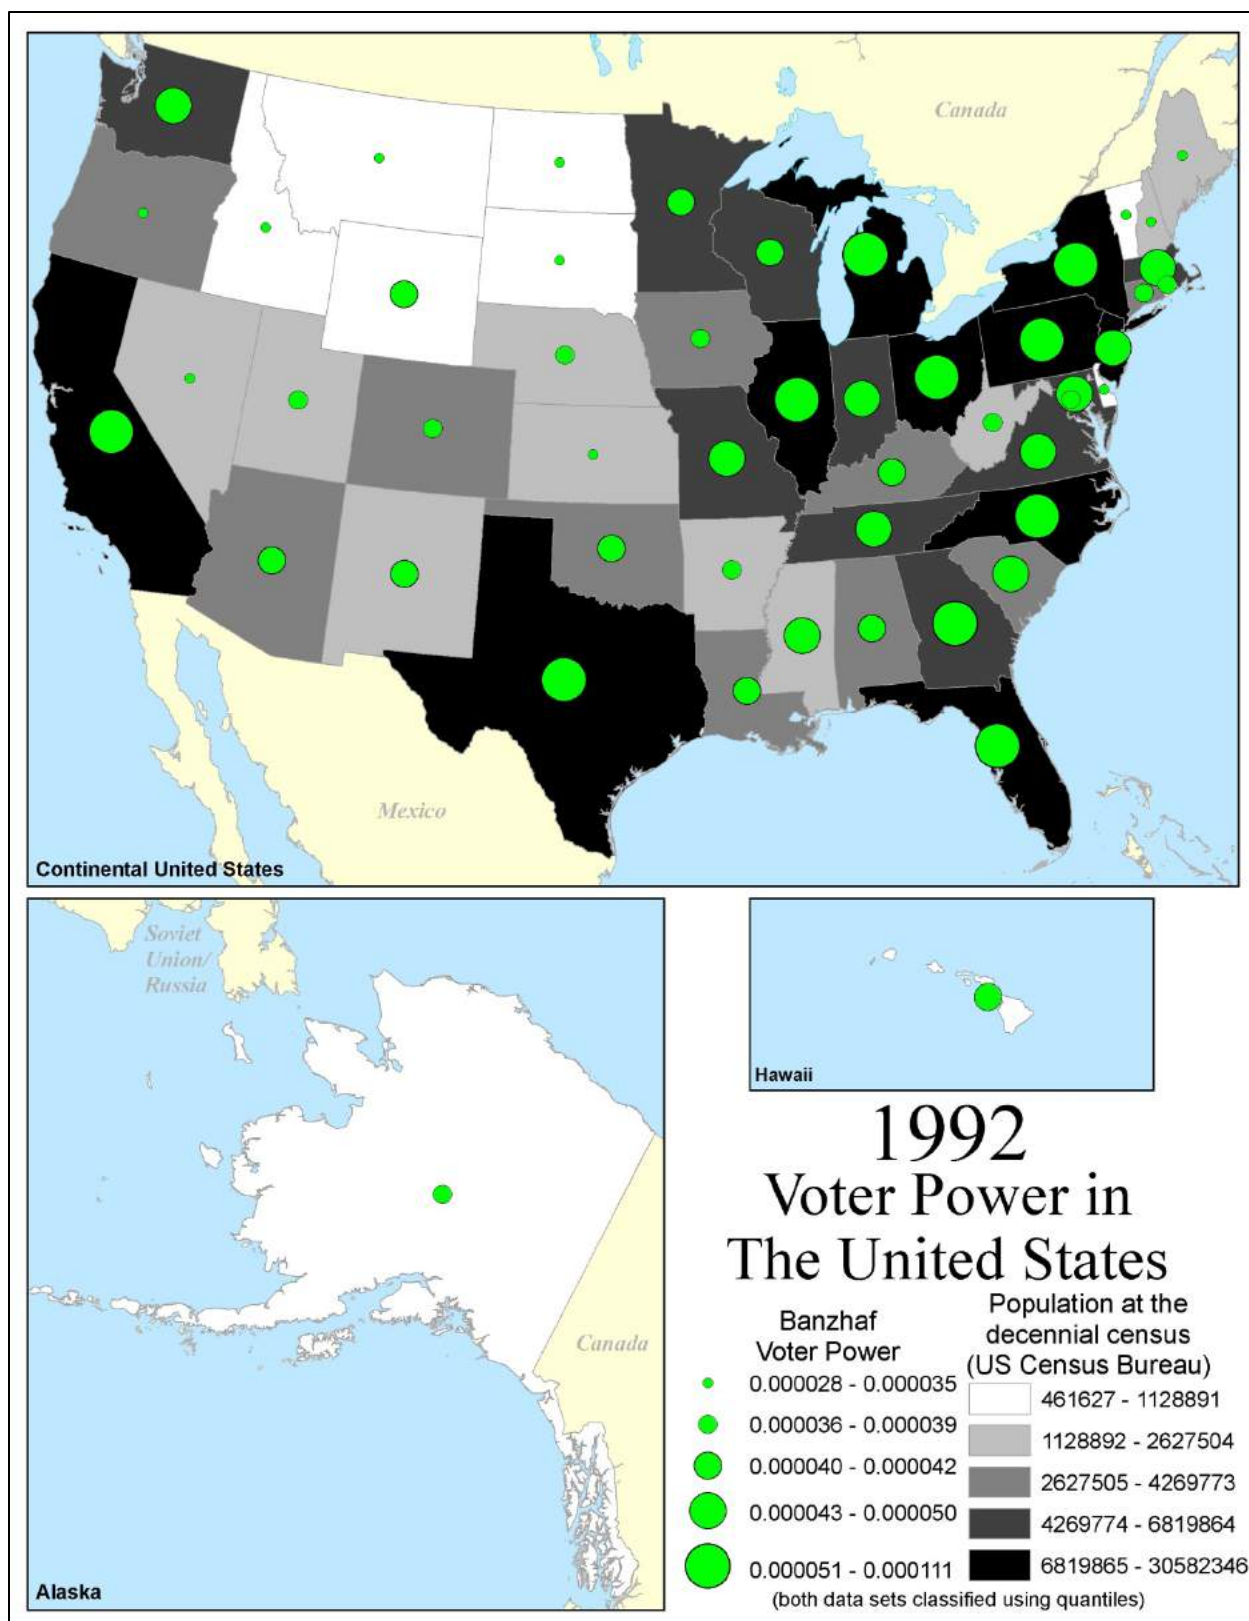 Canada
Mexico
Continental United States
Soviet
Union/
Russia
Canada
Alaska
Hawaii
1992
Voter Power in
The United States
Banzhaf
Voter Power
0.000028 - 0.000035
0.000036 - 0.000039
0.000040 - 0.000042
0.000043 - 0.000050
0.000051 - 0.000111
Population at the
decennial census
(US Census Bureau)
461627 - 1128891
1128892 - 2627504
2627505 - 4269773
4269774 - 6819864
6819865 - 30582346
(both data sets classified using quantiles)